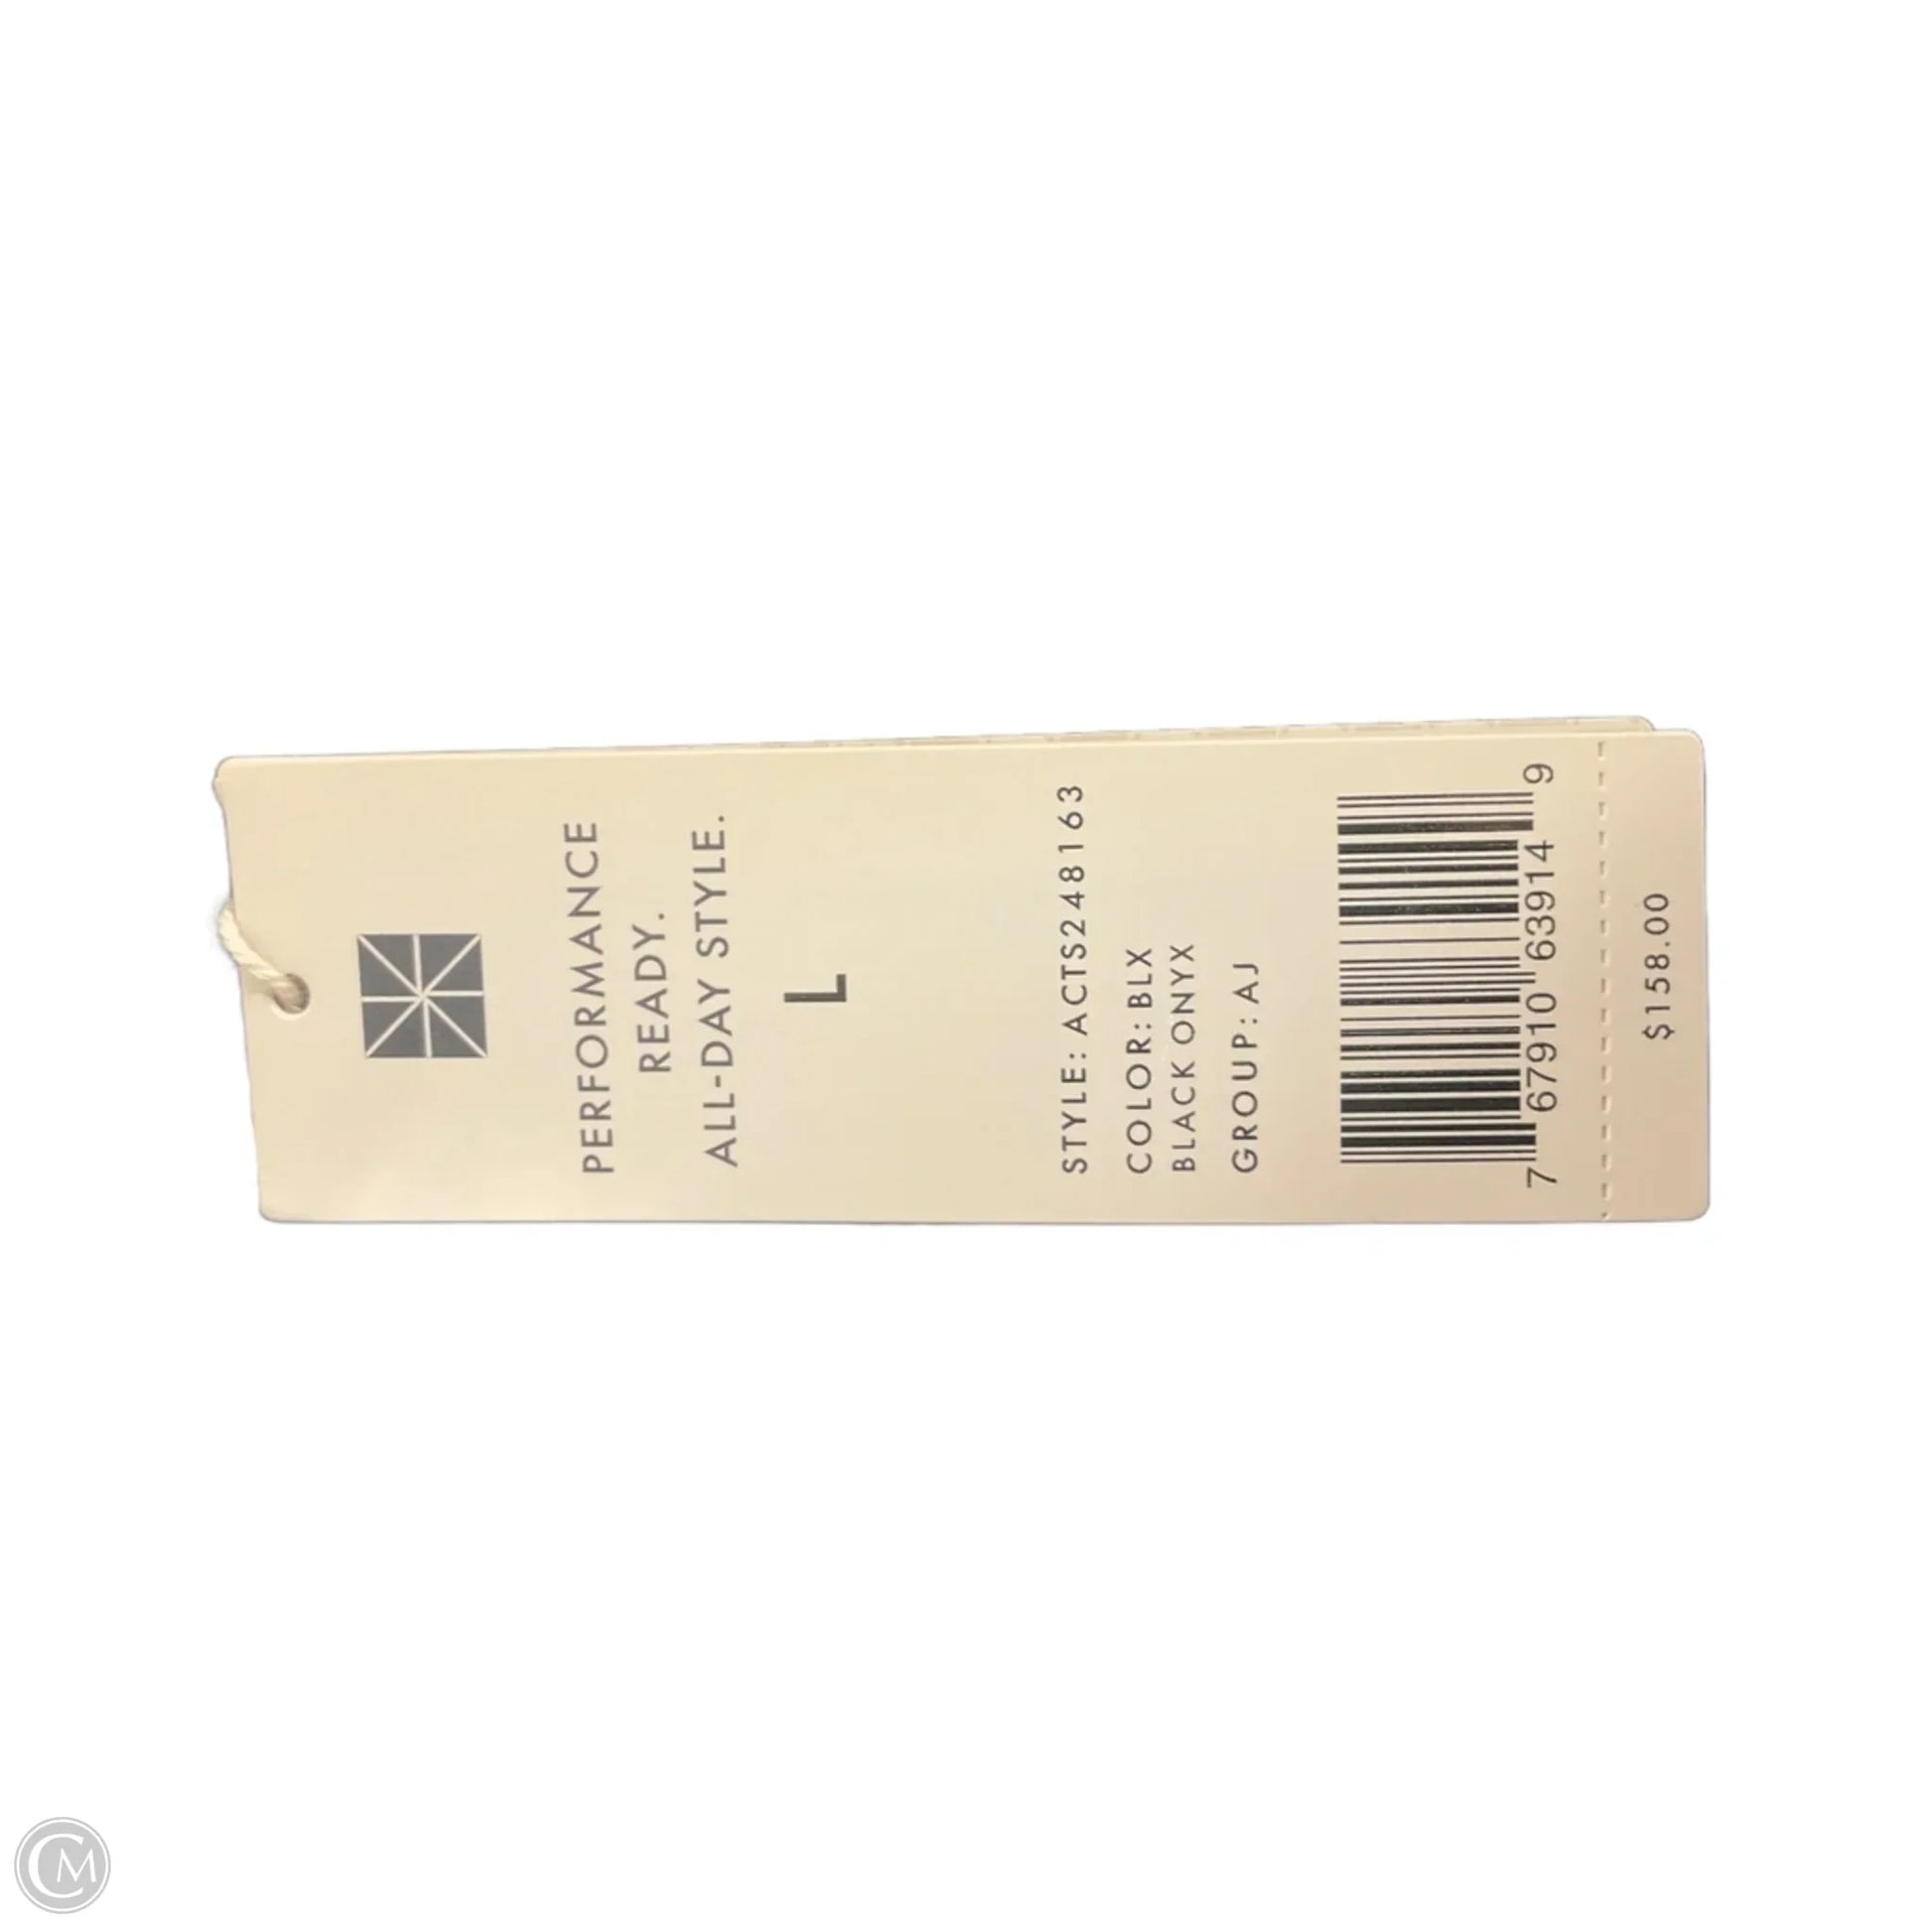 PERFORMANCE
READY.
ALL-DAY STYLE.
L
STYLE: ACTS248163
COLOR: BLX
BLACK ONYX
GROUP: AJ
7 67910 63914 9
$158.00
CM